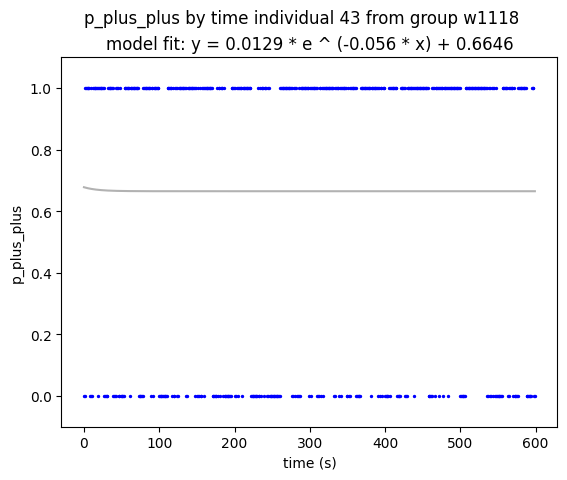 p_plus_plus by time individual 43 from group w1118
model fit: y = 0.0129 * e ^ (-0.056 * x) + 0.6646
1.0
0.8
0.6
0.4
0.2
0.0
p_plus_plus
0 100 200 300 400 500 600
time (s)